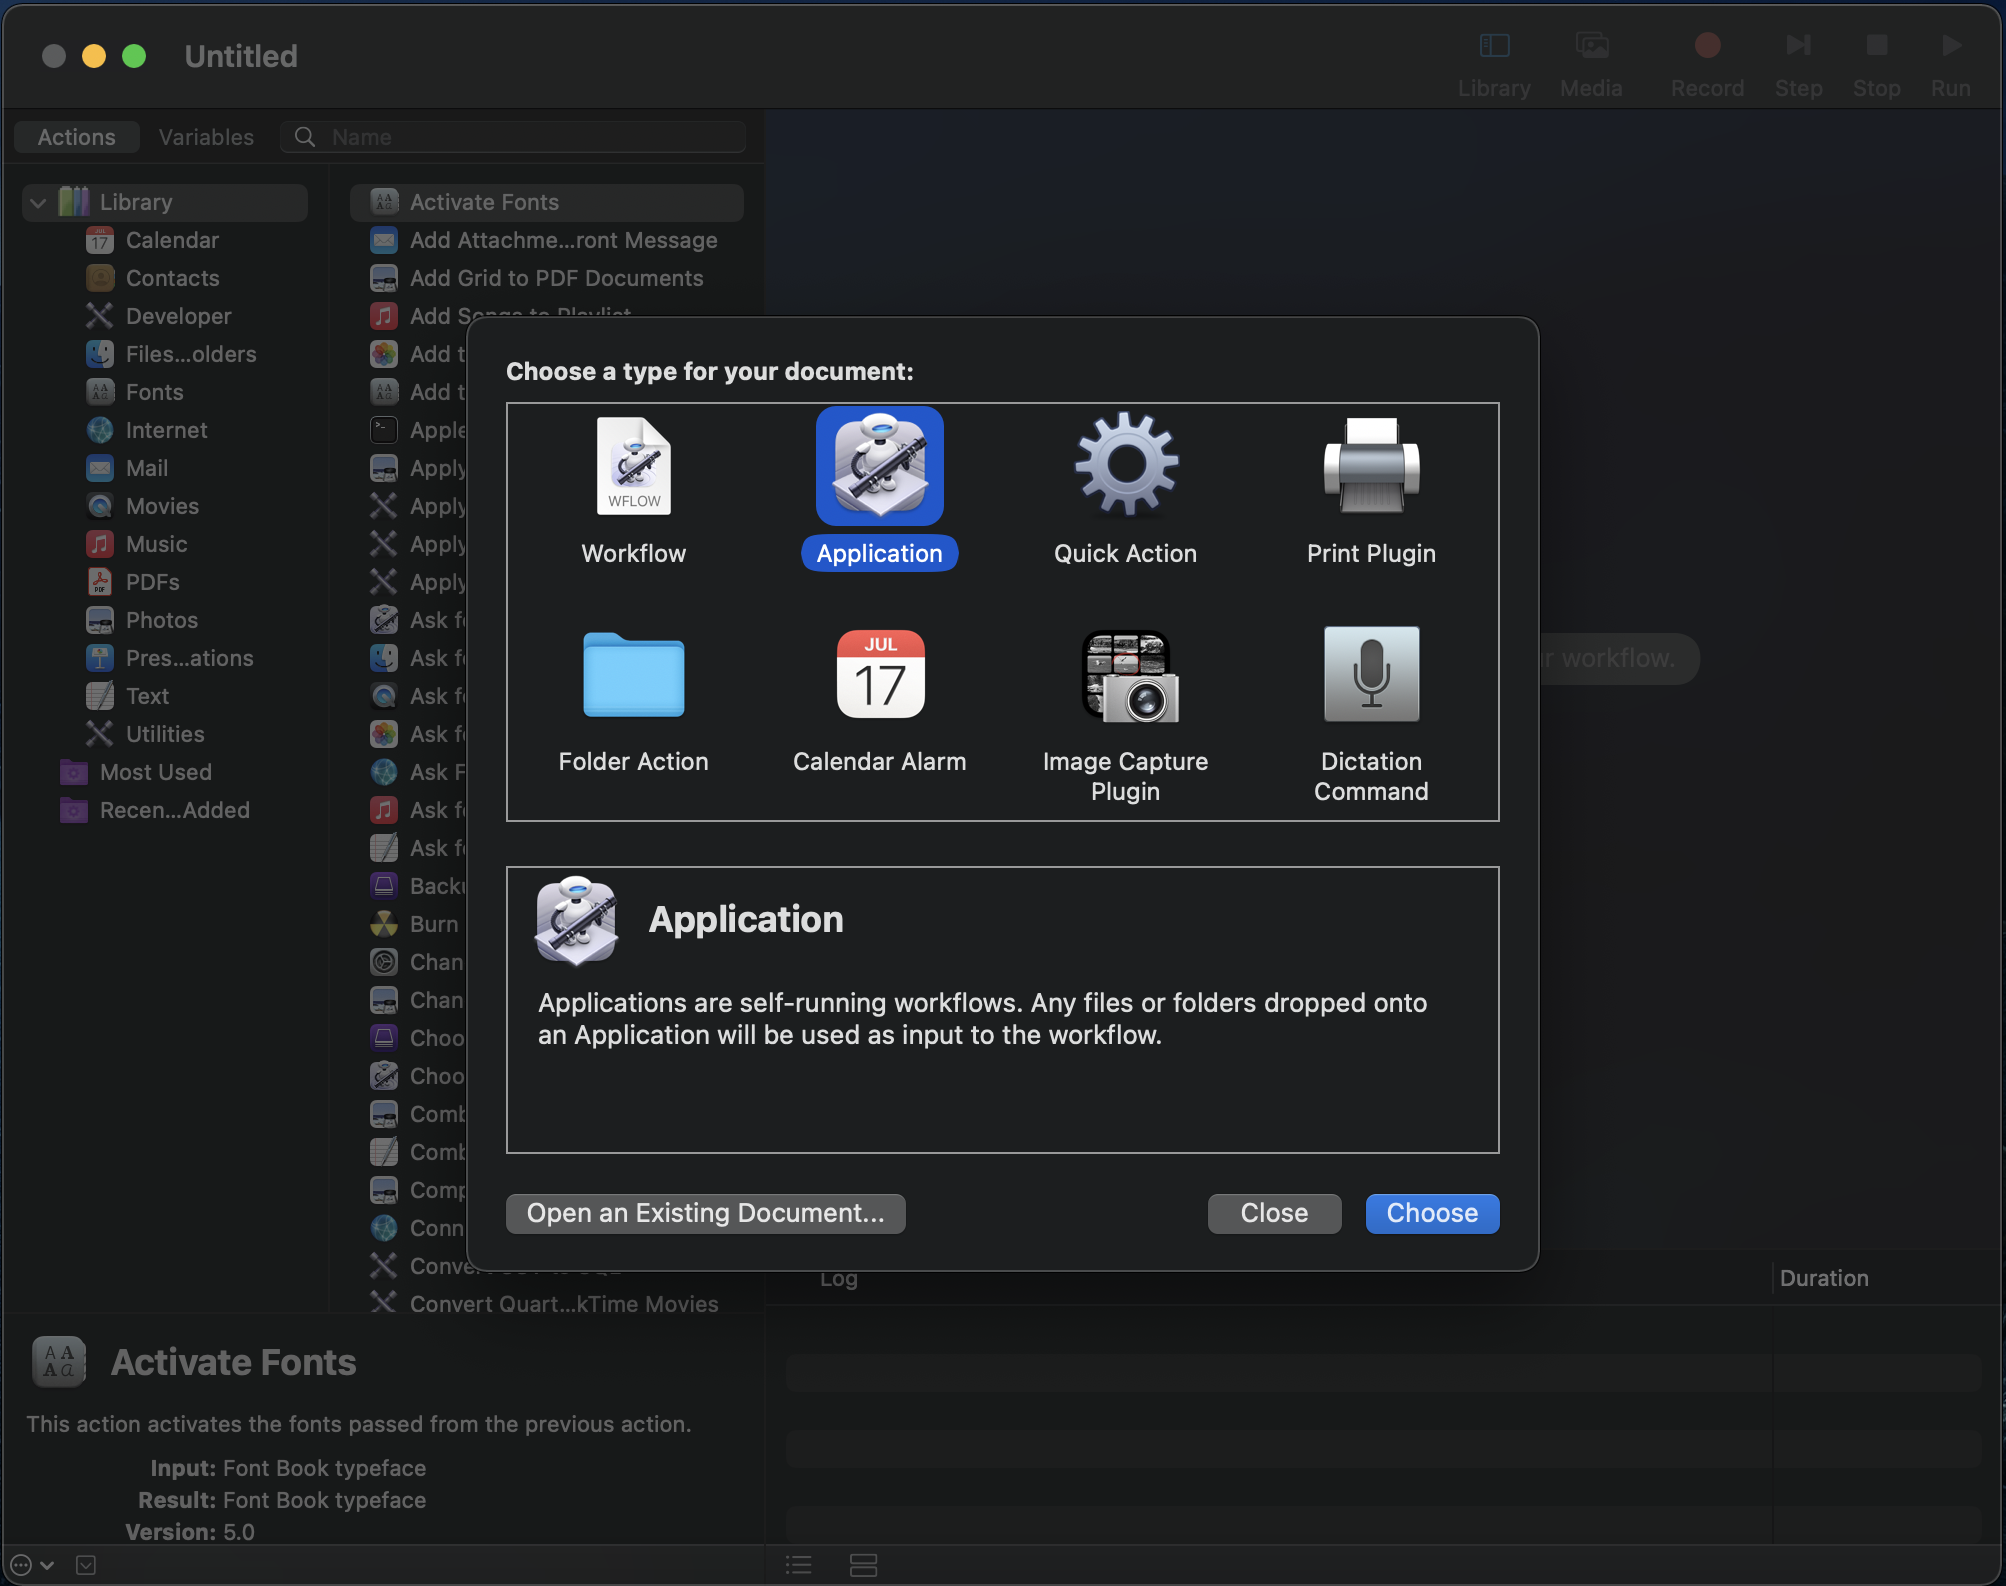 Untitled
Library
Media
Record
Step
Stop
Run
Actions
Variables
Name
Library
Calendar
Contacts
Developer
Files...olders
Fonts
Internet
Mail
Movies
Music
PDFs
Photos
Pres...ations
Text
Utilities
Most Used
Recen...Added
Activate Fonts
Add Attachme...ront Message
Add Grid to PDF Documents
Add Songs to Playlist
Add t
Add t
Apple
Apply
Apply
Apply
Apply
Ask f
Ask f
Ask f
Ask f
Ask F
Ask f
Ask f
Back
Burn
Chan
Chan
Choo
Choo
Comb
Comb
Comp
Conn
Conve
Convert Quart...kTime Movies
Choose a type for your document:
WFLOW
Workflow
Application
Quick Action
Print Plugin
Folder Action
JUL
17
Calendar Alarm
Image Capture
Plugin
Dictation
Command
r workflow.
Application
Applications are self-running workflows. Any files or folders dropped onto
an Application will be used as input to the workflow.
Open an Existing Document...
Close
Choose
Log
Duration
Activate Fonts
This action activates the fonts passed from the previous action.
Input: Font Book typeface
Result: Font Book typeface
Version: 5.0